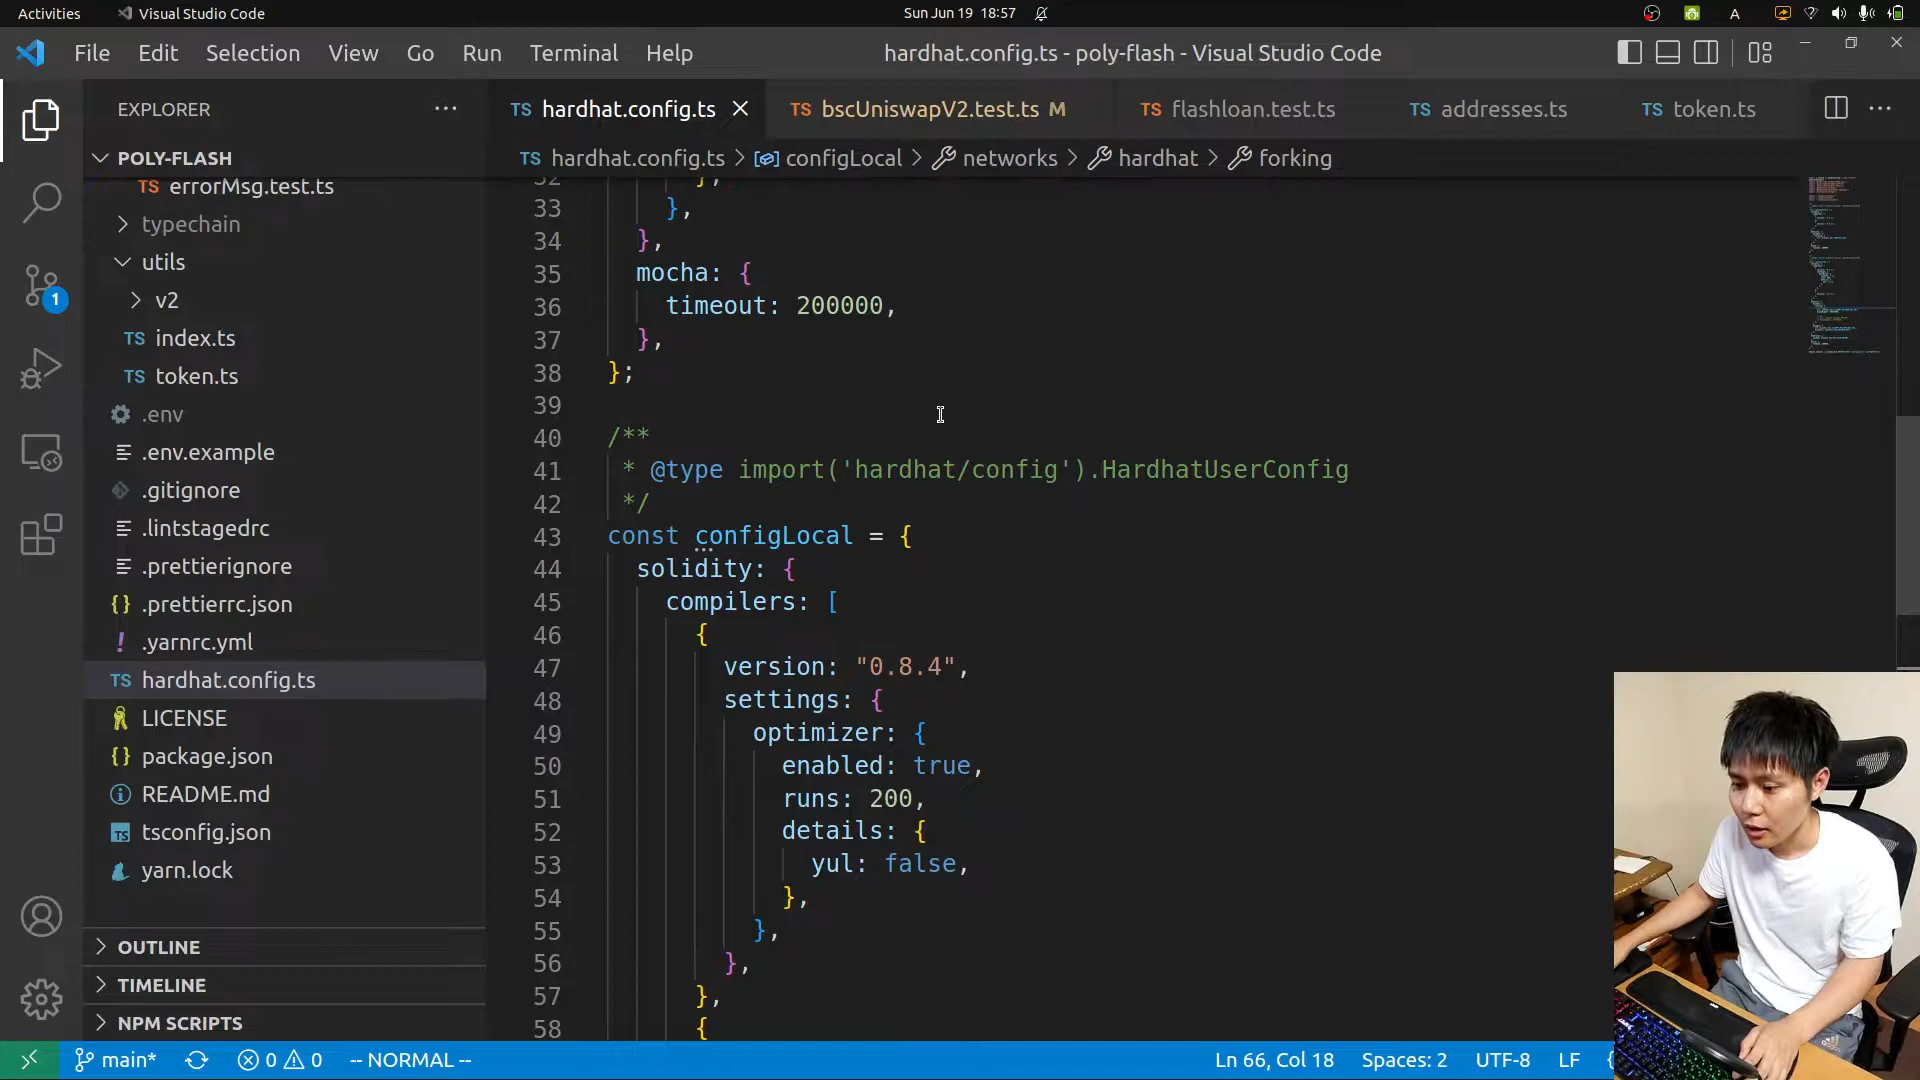 Activities Visual Studio Code Sun Jun 19 18:57 A
File Edit Selection View Go Run Terminal Help hardhat.config.ts - poly-flash - Visual Studio Code
EXPLORER ··· TS hardhat.config.ts TS bscUniswapV2.test.ts M TS flashloan.test.ts TS addresses.ts TS token.ts ···
POLY-FLASH
TS hardhat.config.ts > configLocal > networks > hardhat > forking
TS errorMsg.test.ts
typechain
utils
v2
TS index.ts
TS token.ts
.env
.env.example
.gitignore
.lintstagedrc
.prettierignore
{} .prettierrc.json
! .yarnrc.yml
TS hardhat.config.ts
LICENSE
{} package.json
README.md
TS tsconfig.json
yarn.lock
OUTLINE
TIMELINE
NPM SCRIPTS
1
32 },
33 },
34 },
35 mocha: {
36 timeout: 200000,
37 },
38 };
39
40 /**
41 * @type import('hardhat/config').HardhatUserConfig
42 */
43 const configLocal = {
44 solidity: {
45 compilers: [
46 {
47 version: "0.8.4",
48 settings: {
49 optimizer: {
50 enabled: true,
51 runs: 200,
52 details: {
53 yul: false,
54 },
55 },
56 },
57 },
58 {
main* 0 0 -- NORMAL -- Ln 66, Col 18 Spaces: 2 UTF-8 LF {